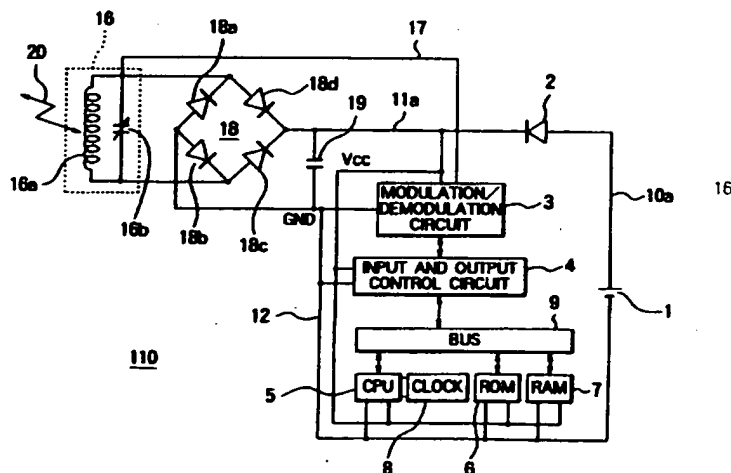 16
18a
17
20
18d
2
18
19
11a
Vcc
16a
16b
18b
18c
GND
MODULATION/
DEMODULATION
CIRCUIT
3
10a
16
INPUT AND OUTPUT
CONTROL CIRCUIT
4
12
9
1
BUS
110
5
CPU
CLOCK
ROM
RAM
7
8
6